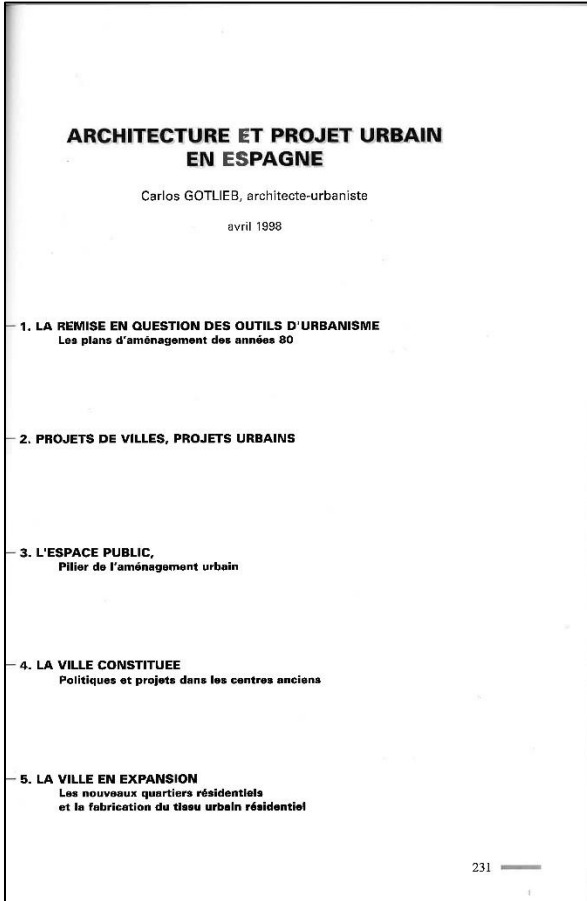 ARCHITECTURE ET PROJET URBAIN
EN ESPAGNE
Carlos GOTLIEB, architecte-urbaniste
avril 1998
1. LA REMISE EN QUESTION DES OUTILS D'URBANISME
Les plans d'aménagement des années 80
2. PROJETS DE VILLES, PROJETS URBAINS
3. L'ESPACE PUBLIC,
Pilier de l'aménagement urbain
4. LA VILLE CONSTITUEE
Politiques et projets dans les centres anciens
5. LA VILLE EN EXPANSION
Les nouveaux quartiers résidentiels
et la fabrication du tissu urbain résidentiel
231